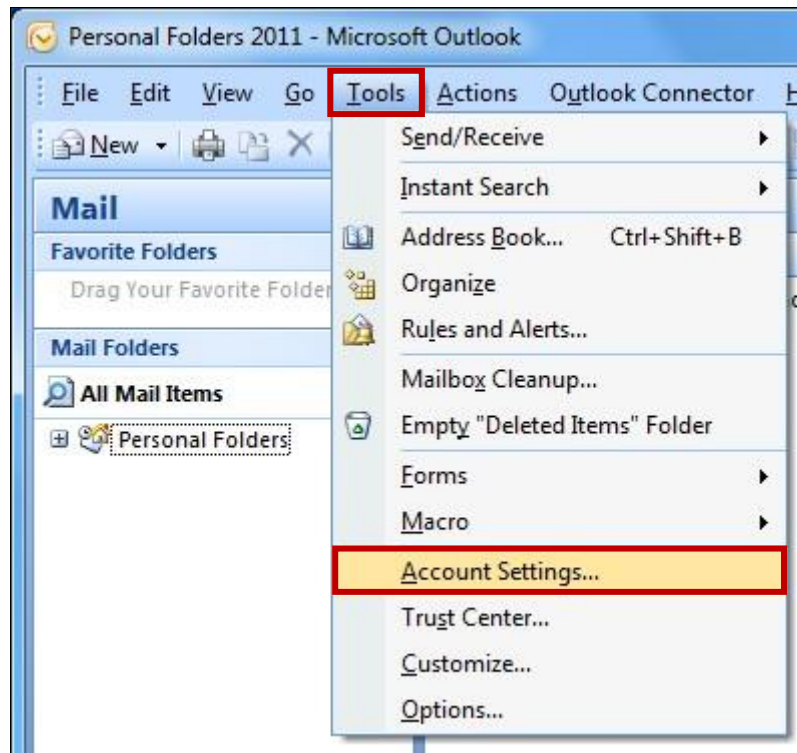 Personal Folders 2011 - Microsoft Outlook
File Edit View Go Tools Actions Outlook Connector
New
Mail
Favorite Folders
Drag Your Favorite Folder
Mail Folders
All Mail Items
Personal Folders
Send/Receive
Instant Search
Address Book... Ctrl+Shift+B
Organize
Rules and Alerts...
Mailbox Cleanup...
Empty "Deleted Items" Folder
Forms
Macro
Account Settings...
Trust Center...
Customize...
Options...